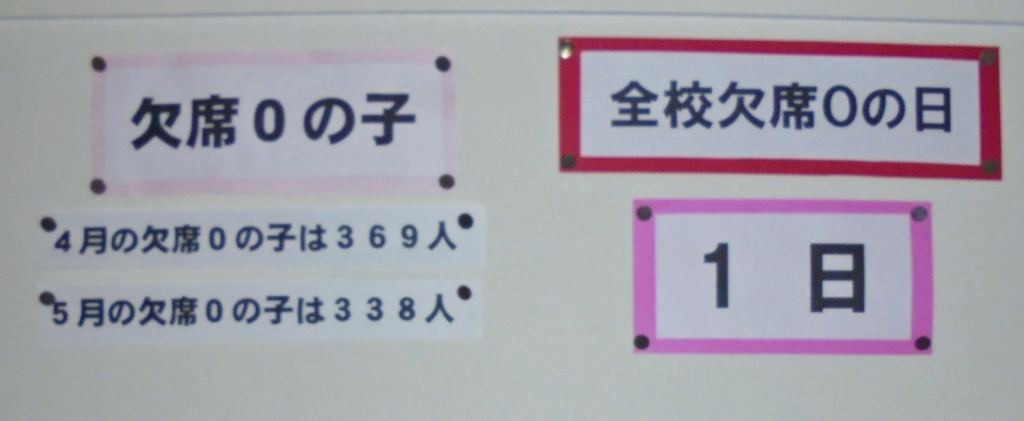 欠席０の子
４月の欠席０の子は３６９人
５月の欠席０の子は３３８人
全校欠席０の日
１　日